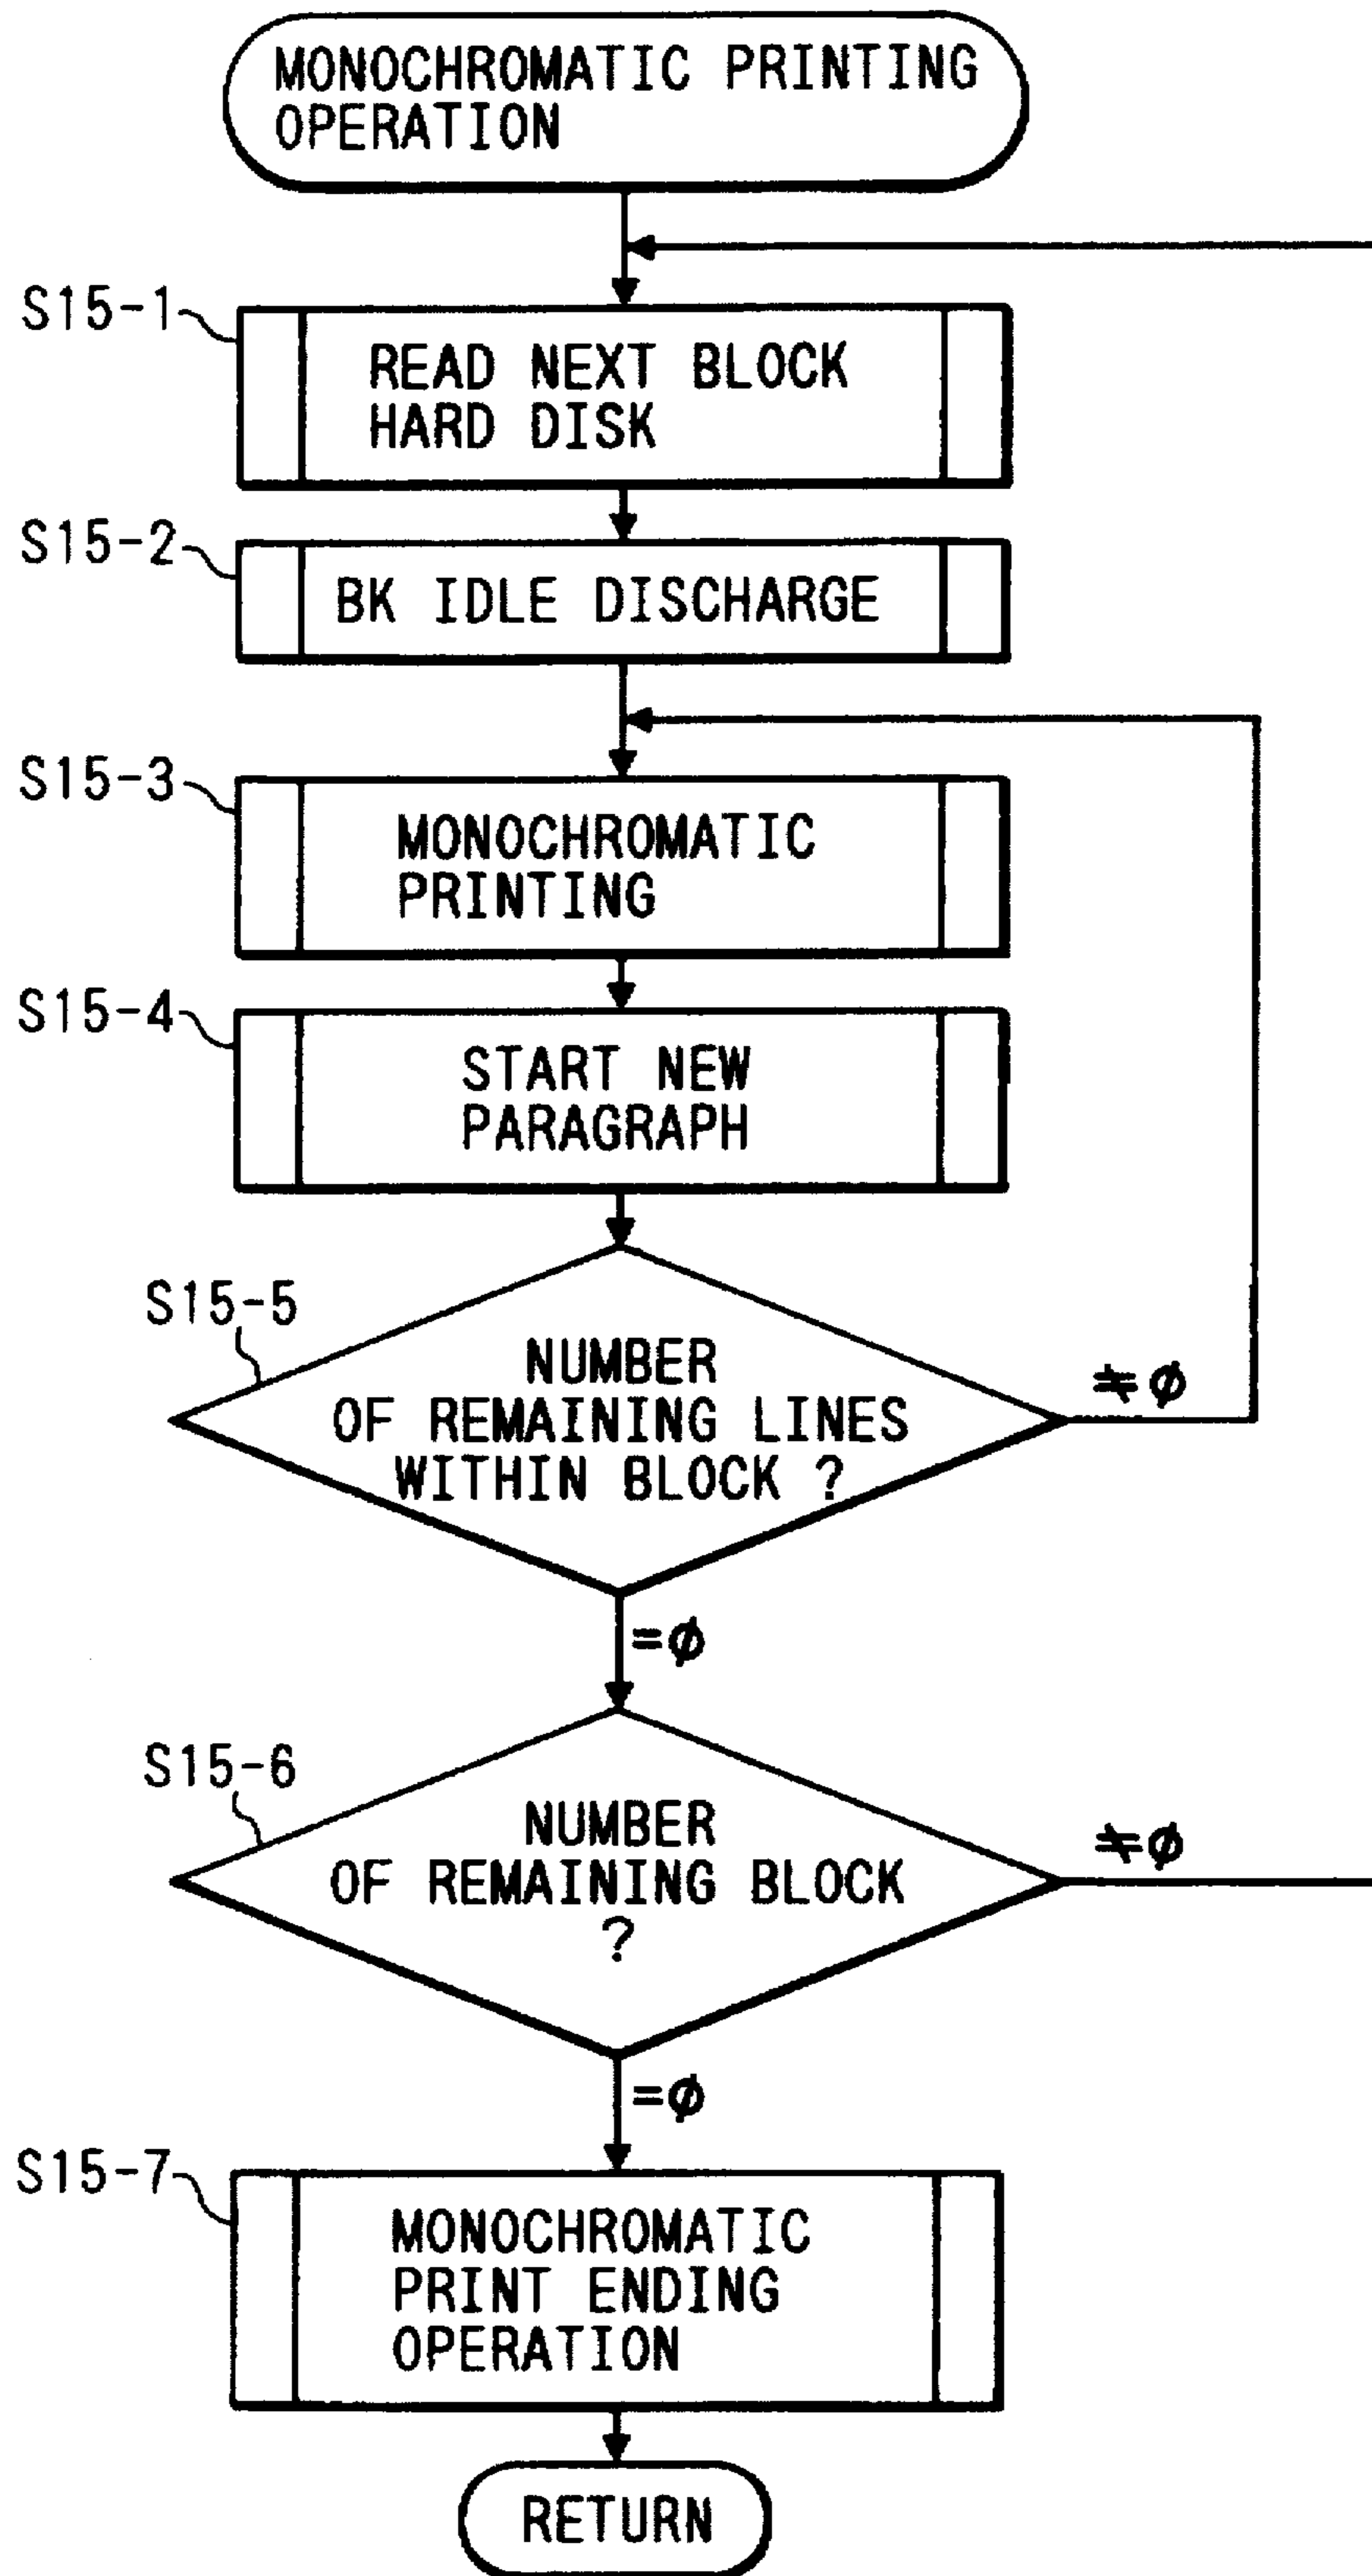 MONOCHROMATIC PRINTING
OPERATION
S15-1
READ NEXT BLOCK
HARD DISK
S15-2
BK IDLE DISCHARGE
S15-3
MONOCHROMATIC
PRINTING
S15-4
START NEW
PARAGRAPH
S15-5
NUMBER
OF REMAINING LINES
WITHIN BLOCK ?
≠φ
=φ
S15-6
NUMBER
OF REMAINING BLOCK
?
≠φ
=φ
S15-7
MONOCHROMATIC
PRINT ENDING
OPERATION
RETURN